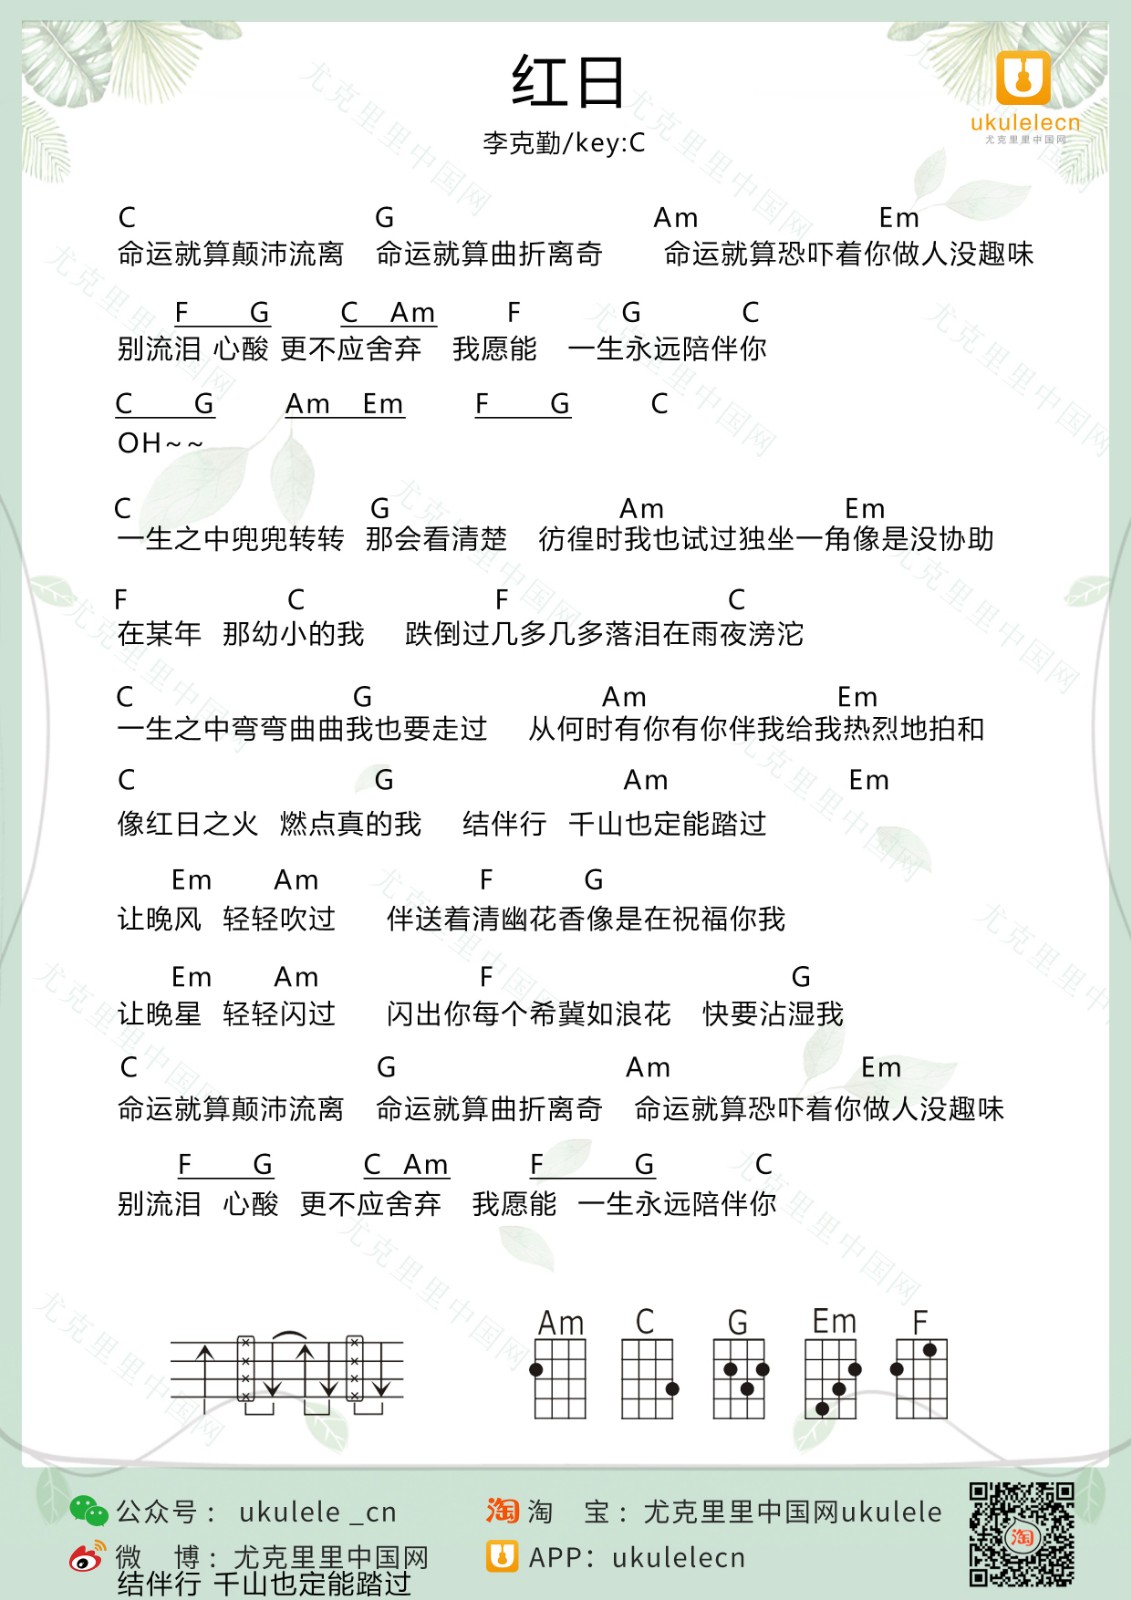 红日
李克勤/key:C
ukulelecn
尤克里里中国网
C G Am Em
命运就算颠沛流离 命运就算曲折离奇 命运就算恐吓着你做人没趣味
F G C Am F G C
别流泪 心酸 更不应舍弃 我愿能 一生永远陪伴你
C G Am Em F G C
OH~~
C G Am Em
一生之中兜兜转转 那会看清楚 彷徨时我也试过独坐一角像是没协助
F C F C
在某年 那幼小的我 跌倒过几多几多落泪在雨夜滂沱
C G Am Em
一生之中弯弯曲曲我也要走过 从何时有你有你伴我给我热烈地拍和
C G Am Em
像红日之火 燃点真的我 结伴行 千山也定能踏过
Em Am F G
让晚风 轻轻吹过 伴送着清幽花香像是在祝福你我
Em Am F G
让晚星 轻轻闪过 闪出你每个希冀如浪花 快要沾湿我
C G Am Em
命运就算颠沛流离 命运就算曲折离奇 命运就算恐吓着你做人没趣味
F G C Am F G C
别流泪 心酸 更不应舍弃 我愿能 一生永远陪伴你
Am C G Em F
公众号： ukulele _cn 淘 淘 宝：尤克里里中国网ukulele
微 博：尤克里里中国网 APP：ukulelecn
淘
结伴行 千山也定能踏过